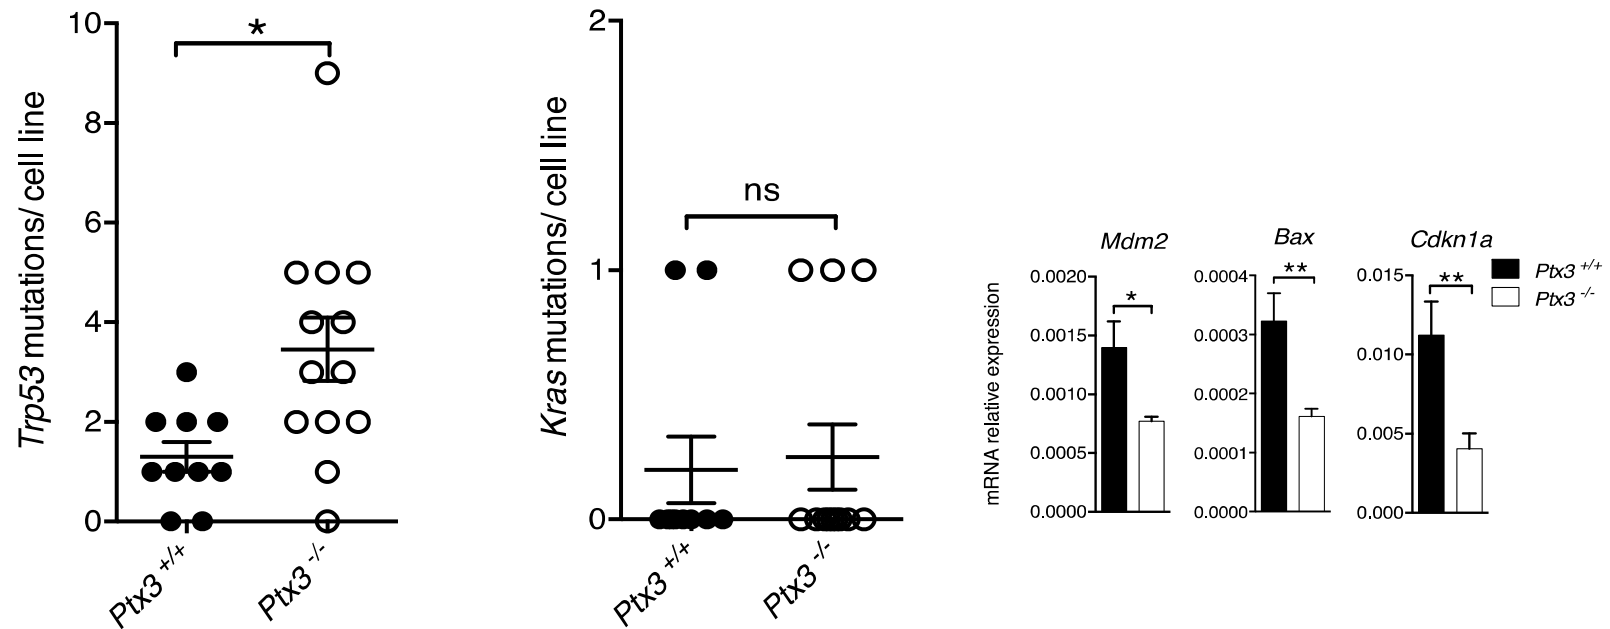 Trp53 mutations/ cell line
10
8
6
4
2
0
*
Ptx3 +/+
Ptx3 -/-
Kras mutations/ cell line
2
1
0
ns
Ptx3 +/+
Ptx3 -/-
mRNA relative expression
Mdm2
0.0020
0.0015
0.0010
0.0005
0.0000
*
Bax
0.0004
0.0003
0.0002
0.0001
0.0000
**
Cdkn1a
0.015
0.010
0.005
0.000
**
Ptx3 +/+
Ptx3 -/-